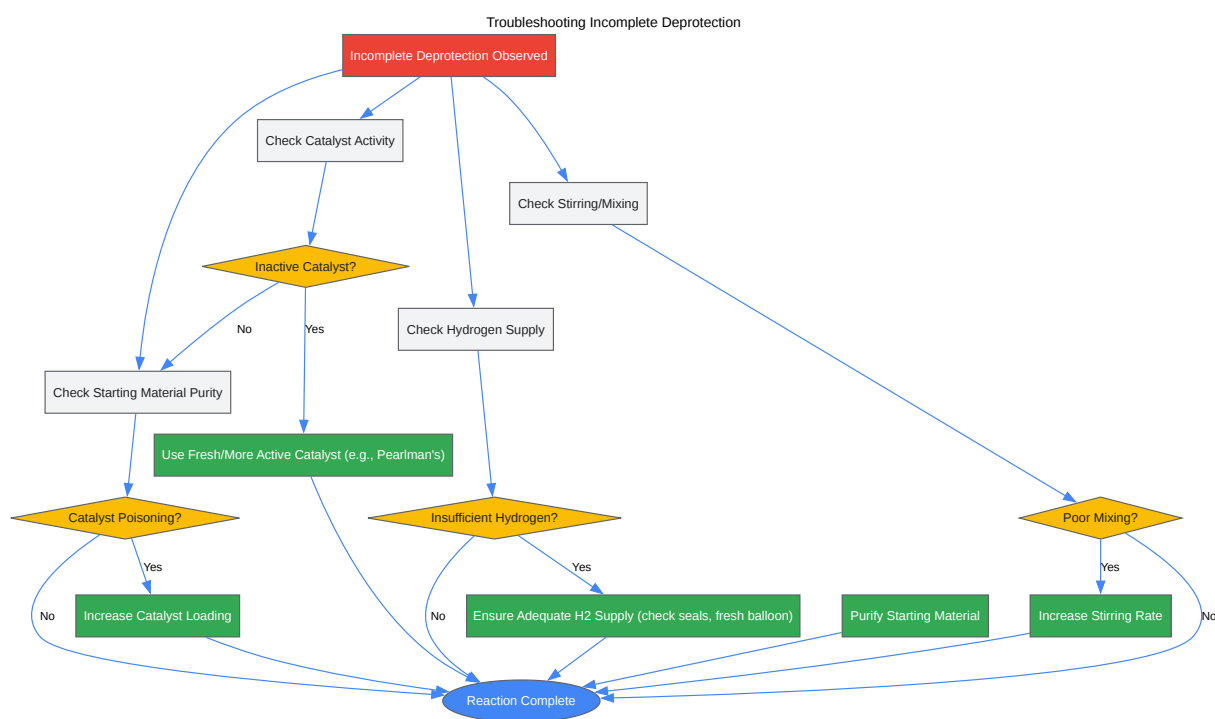 Troubleshooting Incomplete Deprotection
Incomplete Deprotection Observed
Check Catalyst Activity
Check Stirring/Mixing
Inactive Catalyst?
No
Yes
Check Hydrogen Supply
Check Starting Material Purity
Use Fresh/More Active Catalyst (e.g., Pearlman's)
Catalyst Poisoning?
Insufficient Hydrogen?
Poor Mixing?
Yes
Yes
Yes
No
Increase Catalyst Loading
No
Ensure Adequate H2 Supply (check seals, fresh balloon)
Purify Starting Material
Increase Stirring Rate
No
Reaction Complete